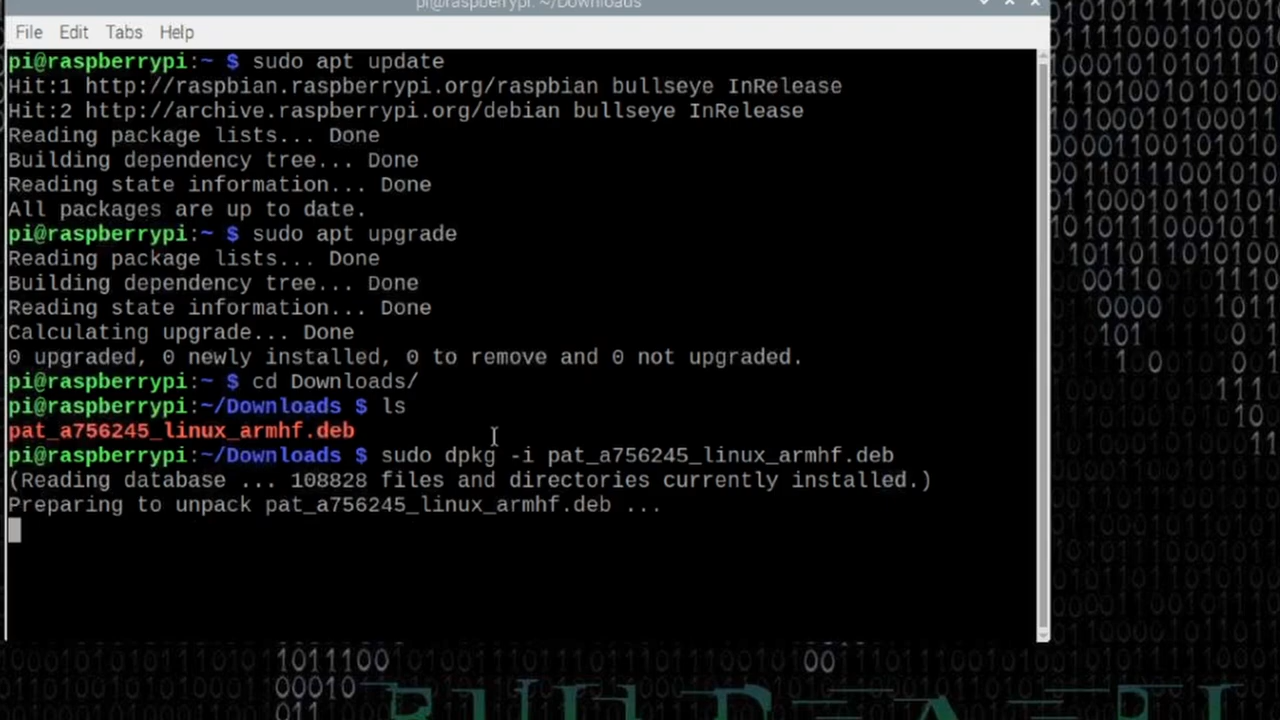 pi@raspberrypi: ~/Downloads
File Edit Tabs Help
pi@raspberrypi:~ $ sudo apt update
Hit:1 http://raspbian.raspberrypi.org/raspbian bullseye InRelease
Hit:2 http://archive.raspberrypi.org/debian bullseye InRelease
Reading package lists... Done
Building dependency tree... Done
Reading state information... Done
All packages are up to date.
pi@raspberrypi:~ $ sudo apt upgrade
Reading package lists... Done
Building dependency tree... Done
Reading state information... Done
Calculating upgrade... Done
0 upgraded, 0 newly installed, 0 to remove and 0 not upgraded.
pi@raspberrypi:~ $ cd Downloads/
pi@raspberrypi:~/Downloads $ ls
pat_a756245_linux_armhf.deb
pi@raspberrypi:~/Downloads $ sudo dpkg -i pat_a756245_linux_armhf.deb
(Reading database ... 108828 files and directories currently installed.)
Preparing to unpack pat_a756245_linux_armhf.deb ...